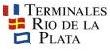 TERMINALES
RIO DE LA
PLATA